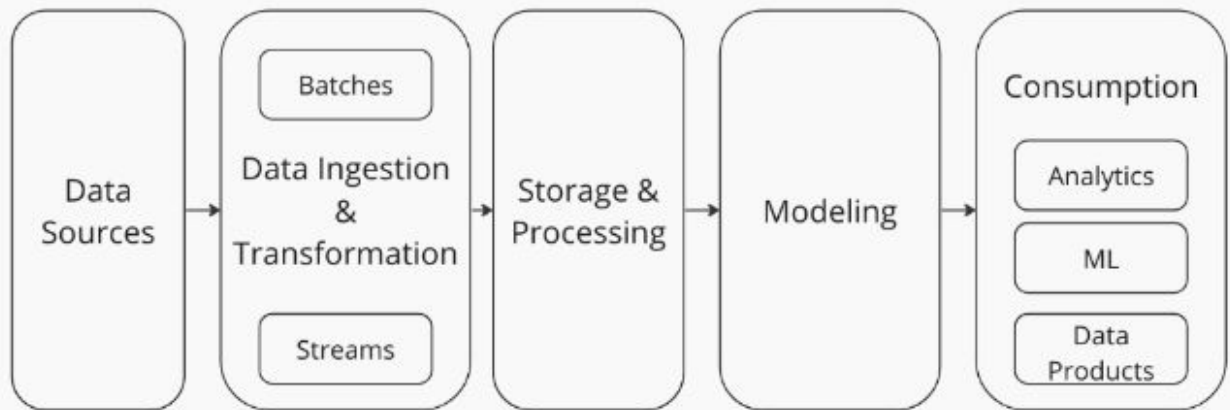 Data
Sources
Batches
Data Ingestion
&
Transformation
Streams
Storage &
Processing
Modeling
Consumption
Analytics
ML
Data
Products